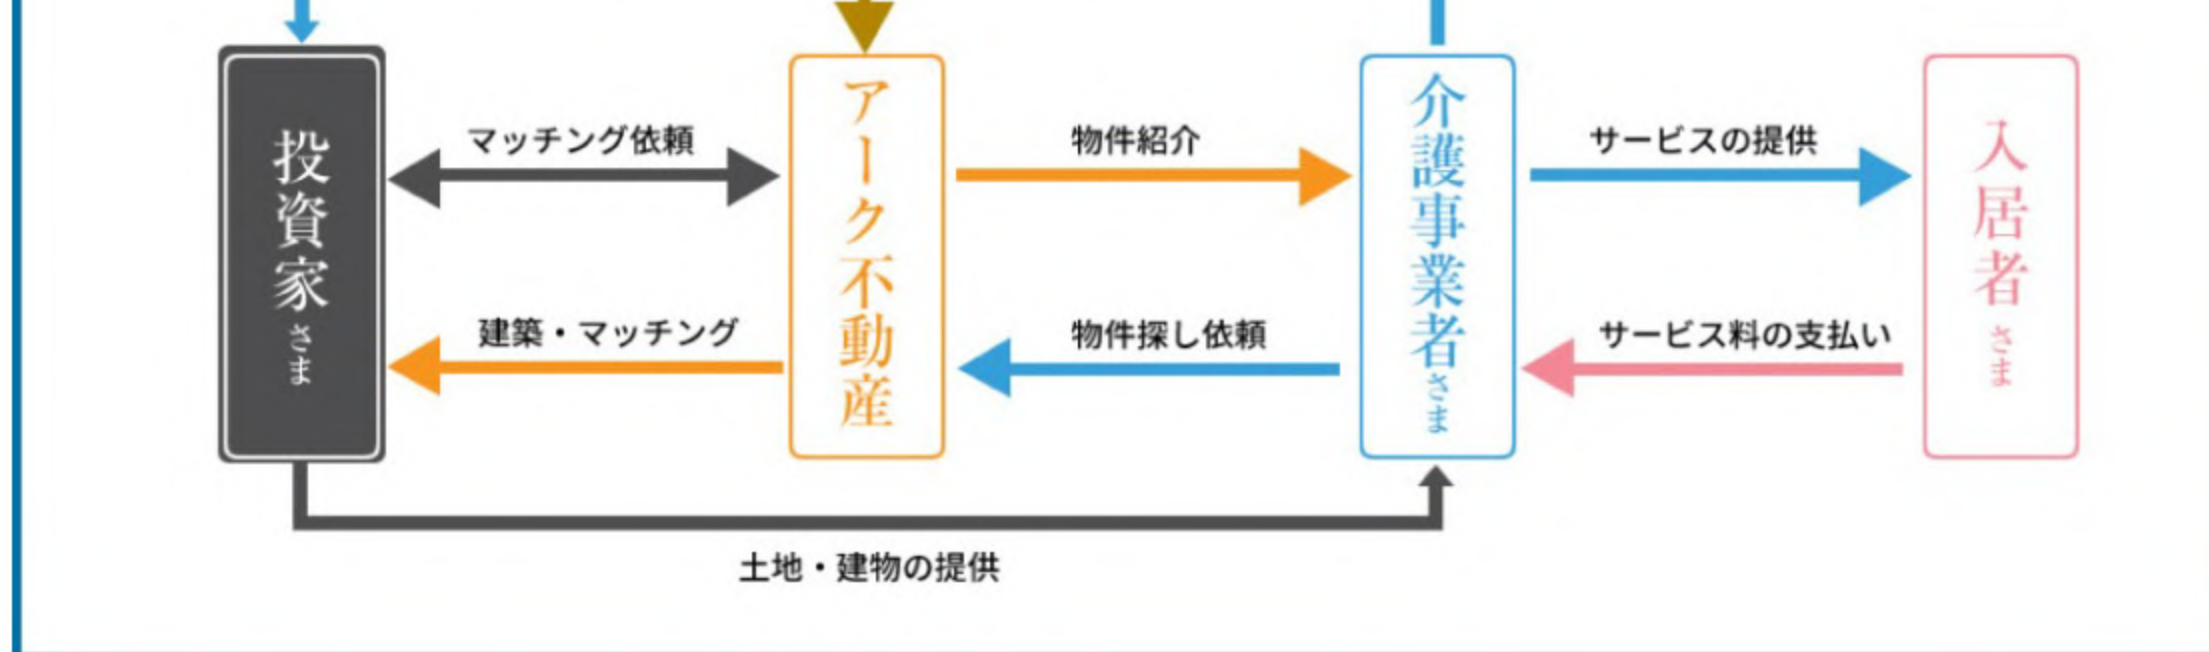 投資家さま
マッチング依頼
建築・マッチング
アーク不動産
物件紹介
物件探し依頼
介護事業者さま
サービスの提供
サービス料の支払い
入居者さま
土地・建物の提供